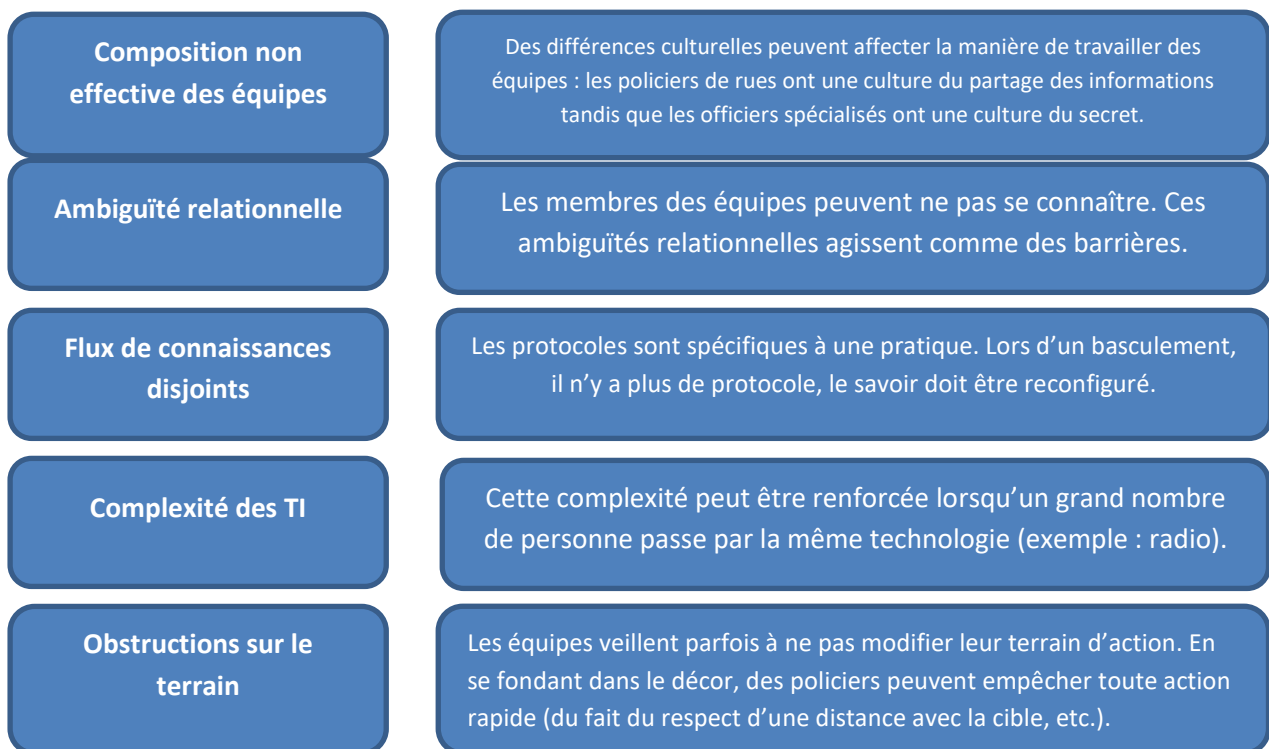 Composition non
effective des équipes
Des différences culturelles peuvent affecter la manière de travailler des
équipes : les policiers de rues ont une culture du partage des informations
tandis que les officiers spécialisés ont une culture du secret.
Ambiguïté relationnelle
Les membres des équipes peuvent ne pas se connaître. Ces
ambiguïtés relationnelles agissent comme des barrières.
Flux de connaissances
disjoints
Les protocoles sont spécifiques à une pratique. Lors d’un basculement,
il n’y a plus de protocole, le savoir doit être reconfiguré.
Complexité des TI
Cette complexité peut être renforcée lorsqu’un grand nombre
de personne passe par la même technologie (exemple : radio).
Obstructions sur le
terrain
Les équipes veillent parfois à ne pas modifier leur terrain d’action. En
se fondant dans le décor, des policiers peuvent empêcher toute action
rapide (du fait du respect d’une distance avec la cible, etc.).